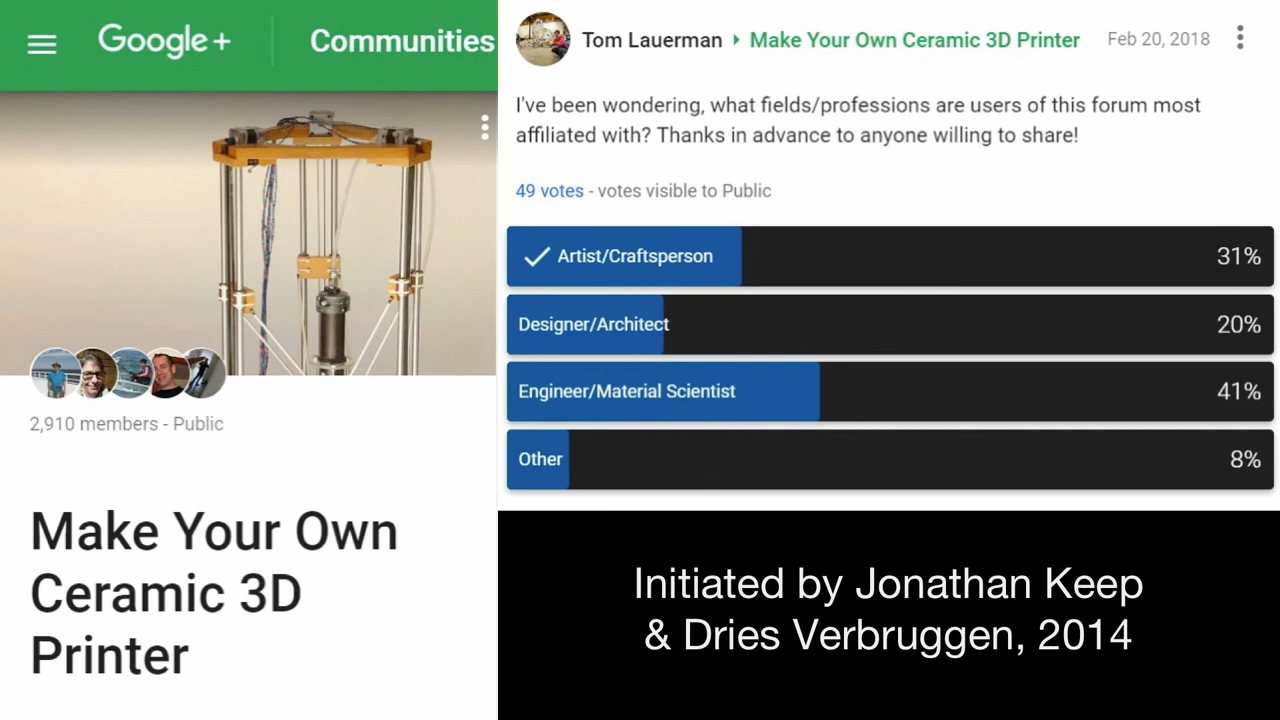 Google+
Communities
2,910 members - Public
Make Your Own
Ceramic 3D
Printer
Tom Lauerman
Make Your Own Ceramic 3D Printer
Feb 20, 2018
I've been wondering, what fields/professions are users of this forum most
affiliated with? Thanks in advance to anyone willing to share!
49 votes - votes visible to Public
Artist/Craftsperson 31%
Designer/Architect 20%
Engineer/Material Scientist 41%
Other 8%
Initiated by Jonathan Keep
& Dries Verbruggen, 2014